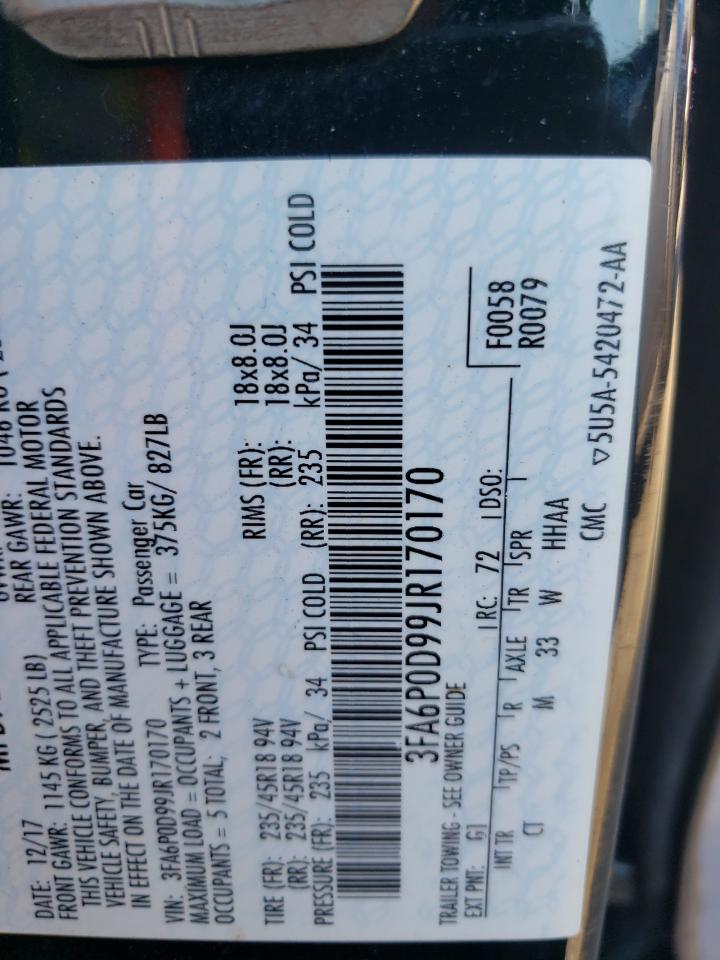 DATE: 12/17
FRONT GAWR: 1145 KG ( 2525 LB) REAR GAWR:
THIS VEHICLE CONFORMS TO ALL APPLICABLE FEDERAL MOTOR
VEHICLE SAFETY, BUMPER, AND THEFT PREVENTION STANDARDS
IN EFFECT ON THE DATE OF MANUFACTURE SHOWN ABOVE.
VIN: 3FA6P0D99JR170170 TYPE: Passenger Car
MAXIMUM LOAD = OCCUPANTS + LUGGAGE = 375KG/ 827LB
OCCUPANTS = 5 TOTAL; 2 FRONT, 3 REAR
TIRE (FR): 235/45R18 94V RIMS (FR): 18x8.0J
(RR): 235/45R18 94V (RR): 18x8.0J
PRESSURE (FR): 235 kPa/ 34 PSI COLD (RR): 235 kPa/ 34 PSI COLD
3FA6P0D99JR170170
TRAILER TOWING - SEE OWNER GUIDE
EXT PNT: G1 RC: 72 DSO: F0058
INT TR TP/PS R AXLE TR SPR R0079
CT M 33 W HHAA
CMC ▽5U5A-5420472-AA